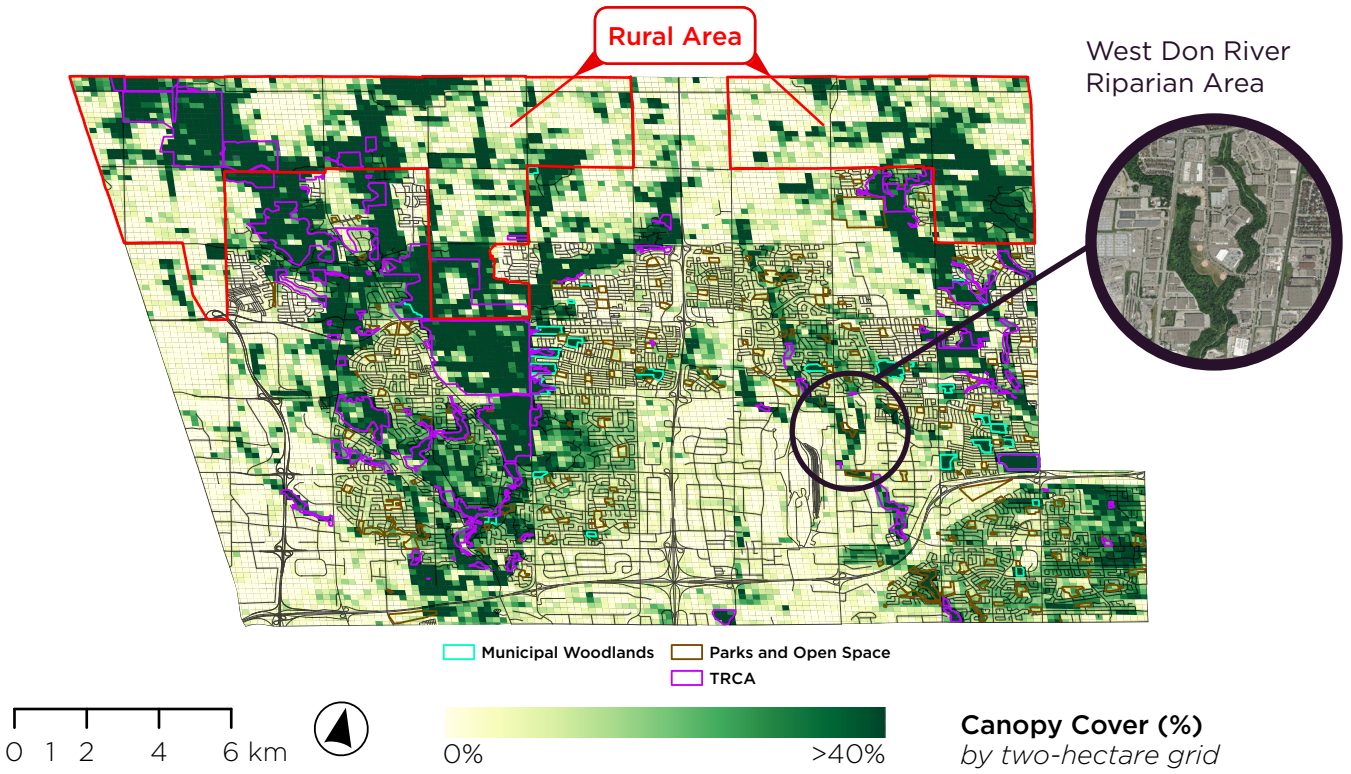 Rural Area
West Don River
Riparian Area
Municipal Woodlands
Parks and Open Space
TRCA
0 1 2 4 6 km
0%
>40%
Canopy Cover (%)
by two-hectare grid